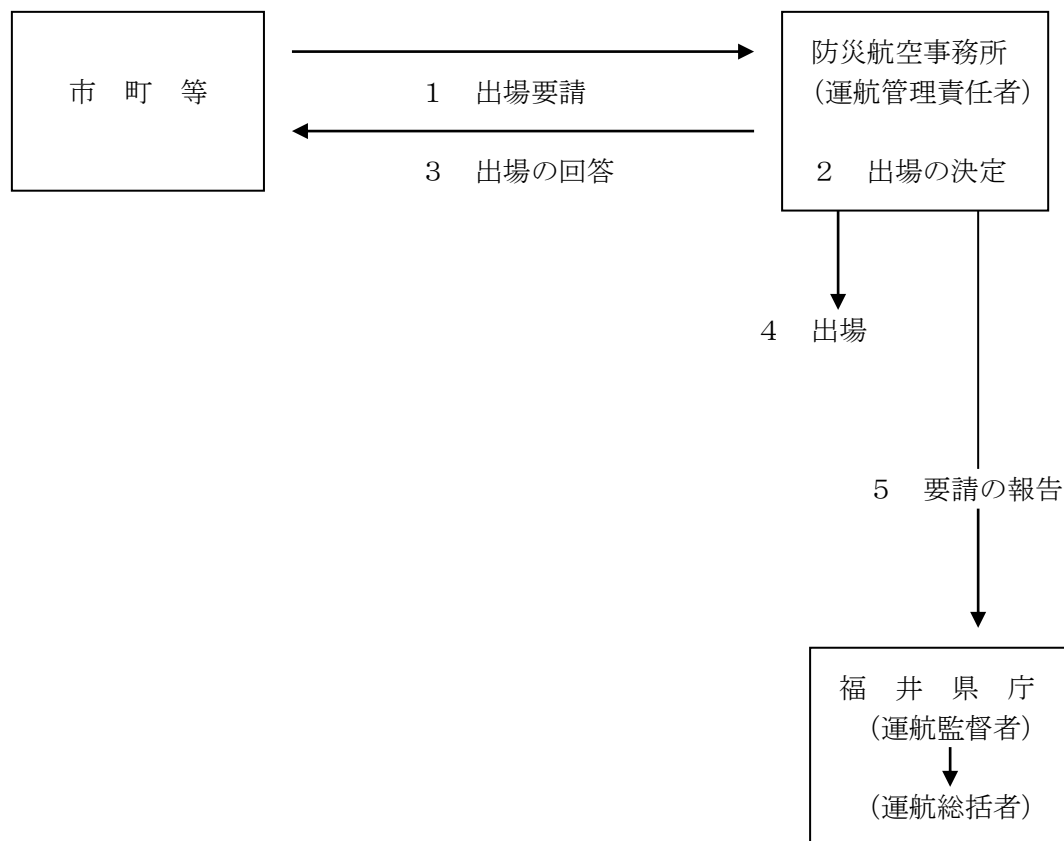 市　町　等
１　出場要請
３　出場の回答
防災航空事務所
（運航管理責任者）
２　出場の決定
４　出場
５　要請の報告
福　井　県　庁
（運航監督者）
（運航総括者）